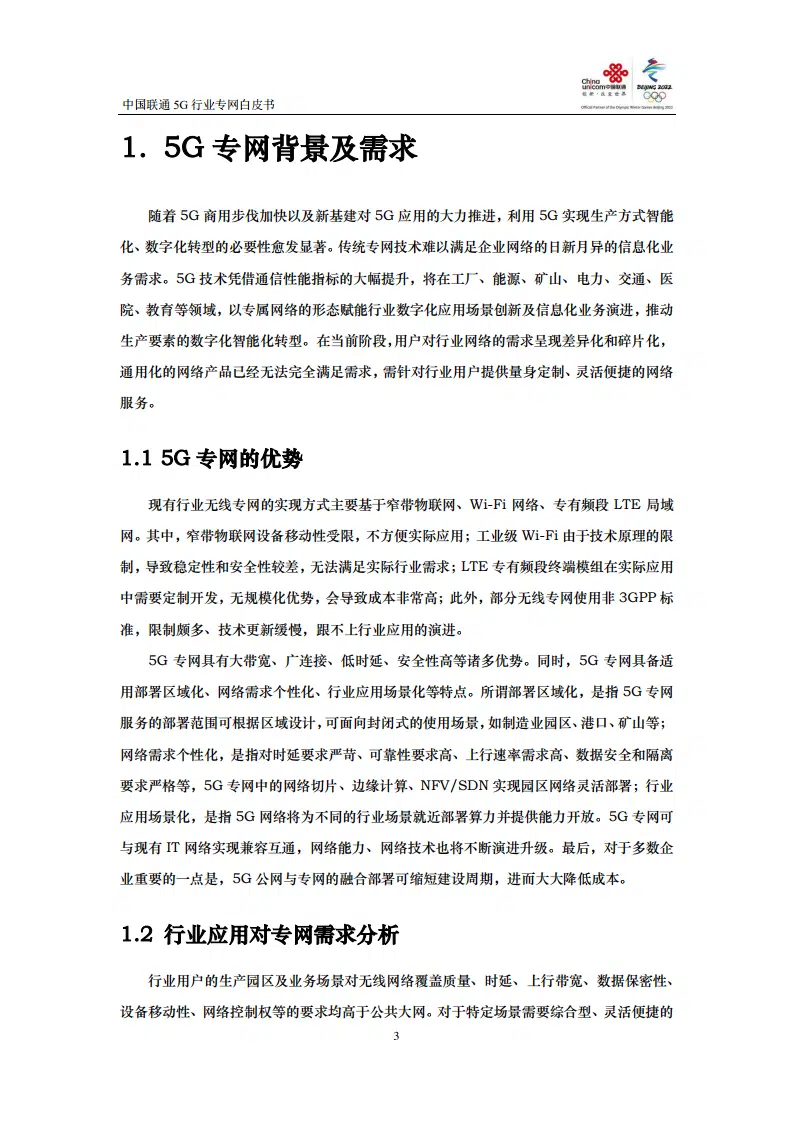 中国联通 5G 行业专网白皮书
China
unicom中国联通
创新·改变世界
BEIJING 2022
Official Partner of the Olympic Winter Games Beijing 2022
1. 5G 专网背景及需求
随着 5G 商用步伐加快以及新基建对 5G 应用的大力推进，利用 5G 实现生产方式智能
化、数字化转型的必要性愈发显著。传统专网技术难以满足企业网络的日新月异的信息化业
务需求。5G 技术凭借通信性能指标的大幅提升，将在工厂、能源、矿山、电力、交通、医
院、教育等领域，以专属网络的形态赋能行业数字化应用场景创新及信息化业务演进，推动
生产要素的数字化智能化转型。在当前阶段，用户对行业网络的需求呈现差异化和碎片化，
通用化的网络产品已经无法完全满足需求，需针对行业用户提供量身定制、灵活便捷的网络
服务。
1.1 5G 专网的优势
现有行业无线专网的实现方式主要基于窄带物联网、Wi-Fi 网络、专有频段 LTE 局域
网。其中，窄带物联网设备移动性受限，不方便实际应用；工业级 Wi-Fi 由于技术原理的限
制，导致稳定性和安全性较差，无法满足实际行业需求；LTE 专有频段终端模组在实际应用
中需要定制开发，无规模化优势，会导致成本非常高；此外，部分无线专网使用非 3GPP 标
准，限制颇多、技术更新缓慢，跟不上行业应用的演进。
5G 专网具有大带宽、广连接、低时延、安全性高等诸多优势。同时，5G 专网具备适
用部署区域化、网络需求个性化、行业应用场景化等特点。所谓部署区域化，是指 5G 专网
服务的部署范围可根据区域设计，可面向封闭式的使用场景，如制造业园区、港口、矿山等；
网络需求个性化，是指对时延要求严苛、可靠性要求高、上行速率需求高、数据安全和隔离
要求严格等，5G 专网中的网络切片、边缘计算、NFV/SDN 实现园区网络灵活部署；行业
应用场景化，是指 5G 网络将为不同的行业场景就近部署算力并提供能力开放。5G 专网可
与现有 IT 网络实现兼容互通，网络能力、网络技术也将不断演进升级。最后，对于多数企
业重要的一点是，5G 公网与专网的融合部署可缩短建设周期，进而大大降低成本。
1.2 行业应用对专网需求分析
行业用户的生产园区及业务场景对无线网络覆盖质量、时延、上行带宽、数据保密性、
设备移动性、网络控制权等的要求均高于公共大网。对于特定场景需要综合型、灵活便捷的
3